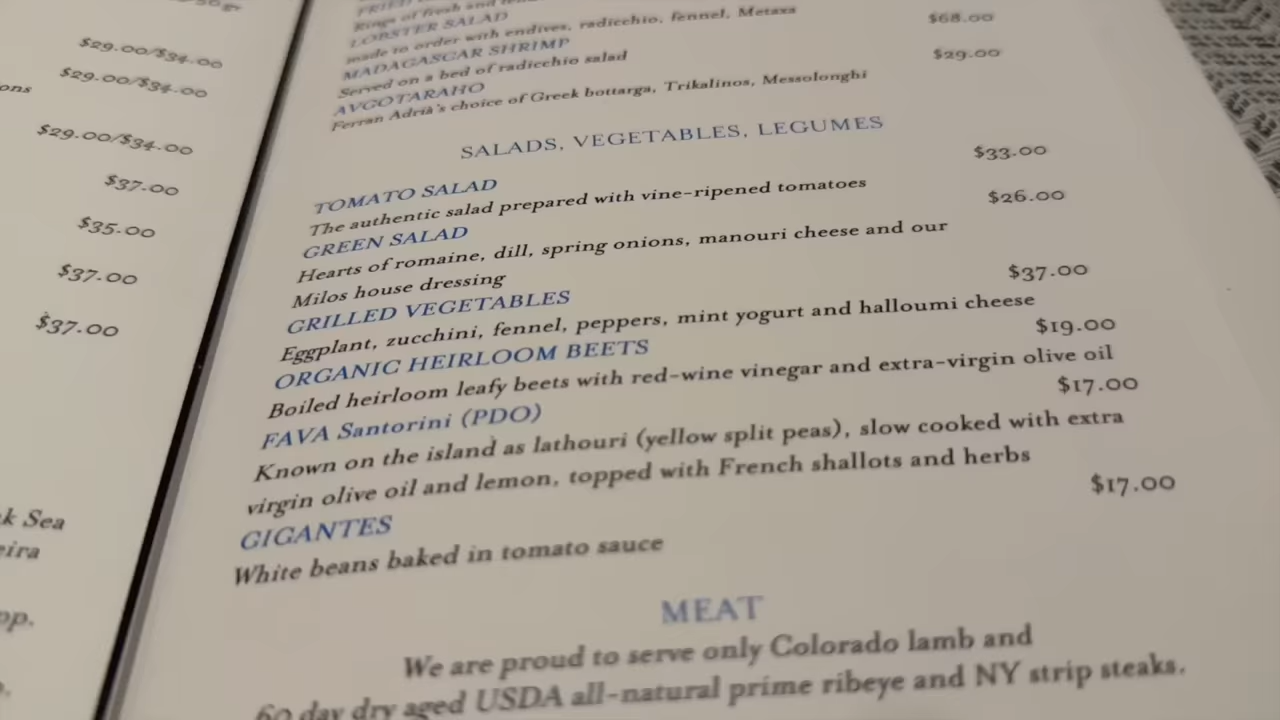 $29.00/$34.00
$29.00/$34.00
ons
$29.00/$34.00
$37.00
$35.00
$37.00
$37.00
k Sea
eira
pp.
Rings of fresh and
LOBSTER SALAD
made to order with endives, radicchio, fennel, Metaxa
$68.00
MADAGASCAR SHRIMP
Served on a bed of radicchio salad
$29.00
AVGOTARAHO
Ferran Adrià's choice of Greek bottarga, Trikalinos, Messolonghi
SALADS, VEGETABLES, LEGUMES
TOMATO SALAD
$33.00
The authentic salad prepared with vine-ripened tomatoes
GREEN SALAD
$26.00
Hearts of romaine, dill, spring onions, manouri cheese and our
Milos house dressing
GRILLED VEGETABLES
$37.00
Eggplant, zucchini, fennel, peppers, mint yogurt and halloumi cheese
ORGANIC HEIRLOOM BEETS
$19.00
Boiled heirloom leafy beets with red-wine vinegar and extra-virgin olive oil
FAVA Santorini (PDO)
$17.00
Known on the island as lathouri (yellow split peas), slow cooked with extra
virgin olive oil and lemon, topped with French shallots and herbs
GIGANTES
$17.00
White beans baked in tomato sauce
MEAT
We are proud to serve only Colorado lamb and
60 day dry aged USDA all-natural prime ribeye and NY strip steaks.